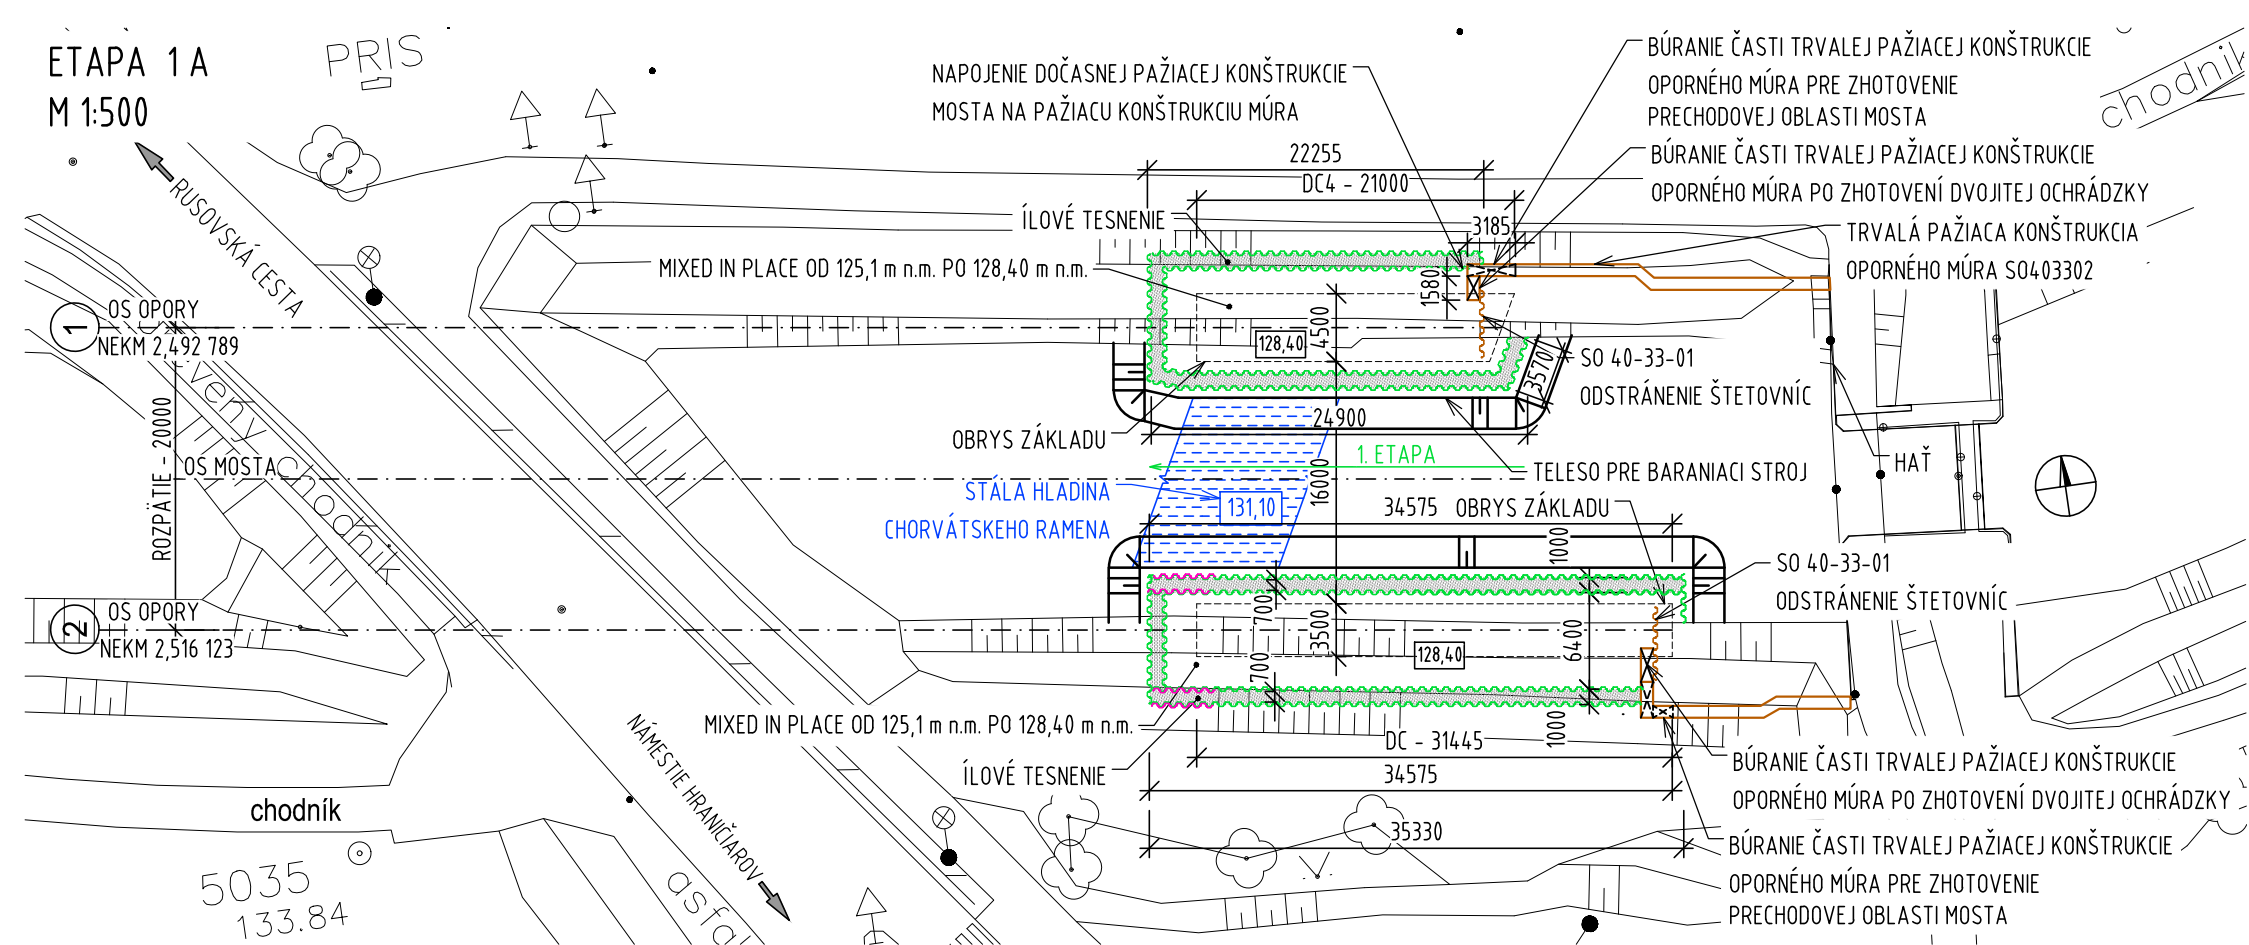 ETAPA 1A
M 1:500
PRIS
RUSOVSKÁ CESTA
1
OS OPORY
NEKM 2,492 789
ROZPÄTIE - 20000
OS MOSTA
2
OS OPORY
NEKM 2,516 123
chodník
chodník
5035
133.84
NÁMESTIE HRANIČIAROV
NAPOJENIE DOČASNEJ PAŽIACEJ KONŠTRUKCIE
MOSTA NA PAŽIACU KONŠTRUKCIU MÚRA
22255
DC4 - 21000
3185
ÍLOVÉ TESNENIE
MIXED IN PLACE OD 125,1 m n.m. PO 128,40 m n.m.
1580
4500
128,40
3570
OBRYS ZÁKLADU
24900
1. ETAPA
16000
STÁLA HLADINA
CHORVÁTSKEHO RAMENA
131,10
TELESO PRE BARANIACI STROJ
34575
OBRYS ZÁKLADU
1000
700
3500
700
6400
1000
128,40
MIXED IN PLACE OD 125,1 m n.m. PO 128,40 m n.m.
ÍLOVÉ TESNENIE
DC - 31445
34575
35330
BÚRANIE ČASTI TRVALEJ PAŽIACEJ KONŠTRUKCIE
OPORNÉHO MÚRA PRE ZHOTOVENIE
PRECHODOVEJ OBLASTI MOSTA
BÚRANIE ČASTI TRVALEJ PAŽIACEJ KONŠTRUKCIE
OPORNÉHO MÚRA PO ZHOTOVENÍ DVOJITEJ OCHRÁDZKY
TRVALÁ PAŽIACA KONŠTRUKCIA
OPORNÉHO MÚRA SO403302
chodník
SO 40-33-01
ODSTRÁNENIE ŠTETOVNÍC
HAŤ
SO 40-33-01
ODSTRÁNENIE ŠTETOVNÍC
BÚRANIE ČASTI TRVALEJ PAŽIACEJ KONŠTRUKCIE
OPORNÉHO MÚRA PO ZHOTOVENÍ DVOJITEJ OCHRÁDZKY
BÚRANIE ČASTI TRVALEJ PAŽIACEJ KONŠTRUKCIE
OPORNÉHO MÚRA PRE ZHOTOVENIE
PRECHODOVEJ OBLASTI MOSTA